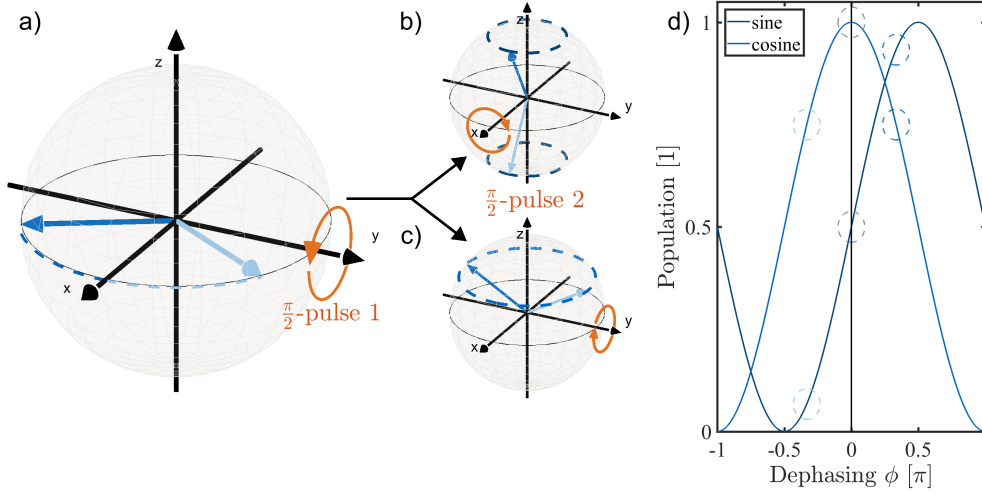 a)
z
x
y
π/2-pulse 1
b)
z
x
y
π/2-pulse 2
c)
z
x
y
d)
sine
cosine
Population [1]
1
0.5
0
-1
-0.5
0
0.5
Dephasing ϕ [π]